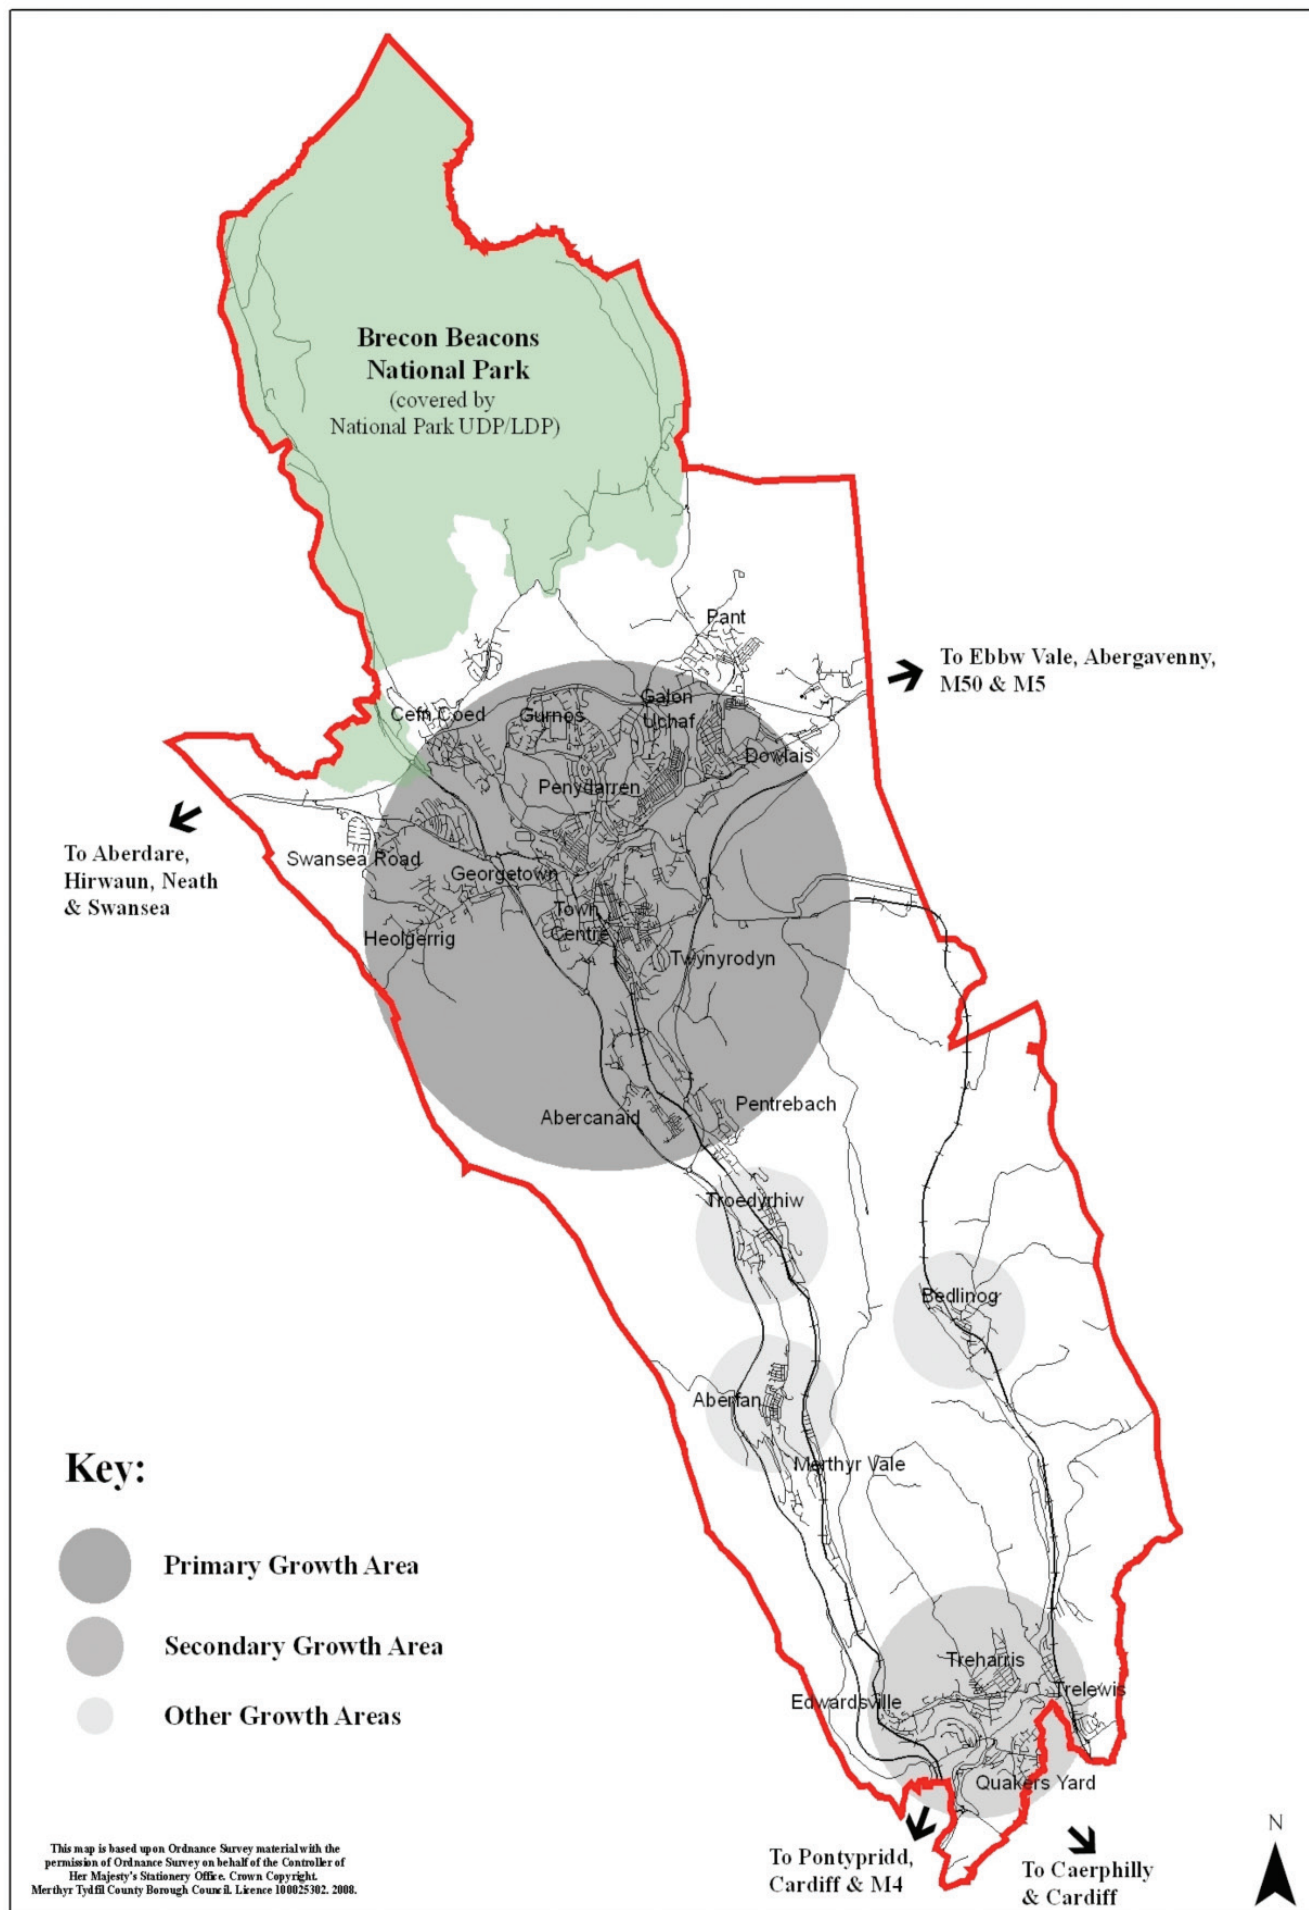 Brecon Beacons
National Park
(covered by
National Park UDP/LDP)
Pant
To Ebbw Vale, Abergavenny,
M50 & M5
Cefn Coed
Gurnos
Galon
Uchaf
Dowlais
Penydarren
To Aberdare,
Hirwaun, Neath
& Swansea
Swansea Road
Georgetown
Town
Centre
Heolgerrig
Twynyrodyn
Abercanaid
Pentrebach
Troedyrhiw
Bedlinog
Aberfan
Merthyr Vale
Key:
Primary Growth Area
Secondary Growth Area
Other Growth Areas
Treharris
Trelewis
Edwardsville
Quakers Yard
To Pontypridd,
Cardiff & M4
To Caerphilly
& Cardiff
N
This map is based upon Ordnance Survey material with the
permission of Ordnance Survey on behalf of the Controller of
Her Majesty's Stationery Office. Crown Copyright.
Merthyr Tydfil County Borough Council. Licence 100025302. 2008.